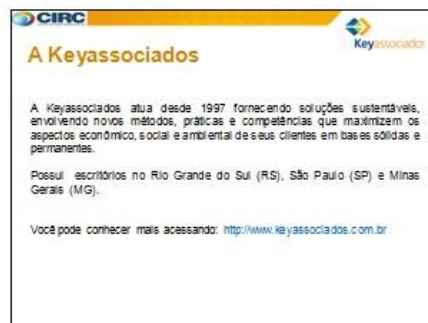 CIRC
Keyassociados
A Keyassociados
A Keyassociados atua desde 1997 fornecendo soluções sustentáveis,
envolvendo novos métodos, práticas e competências que maximizem os
aspectos econômico, social e ambiental de seus clientes em bases sólidas e
permanentes.
Possui escritórios no Rio Grande do Sul (RS), São Paulo (SP) e Minas
Gerais (MG).
Você pode conhecer mais acessando: http://www.keyassociados.com.br